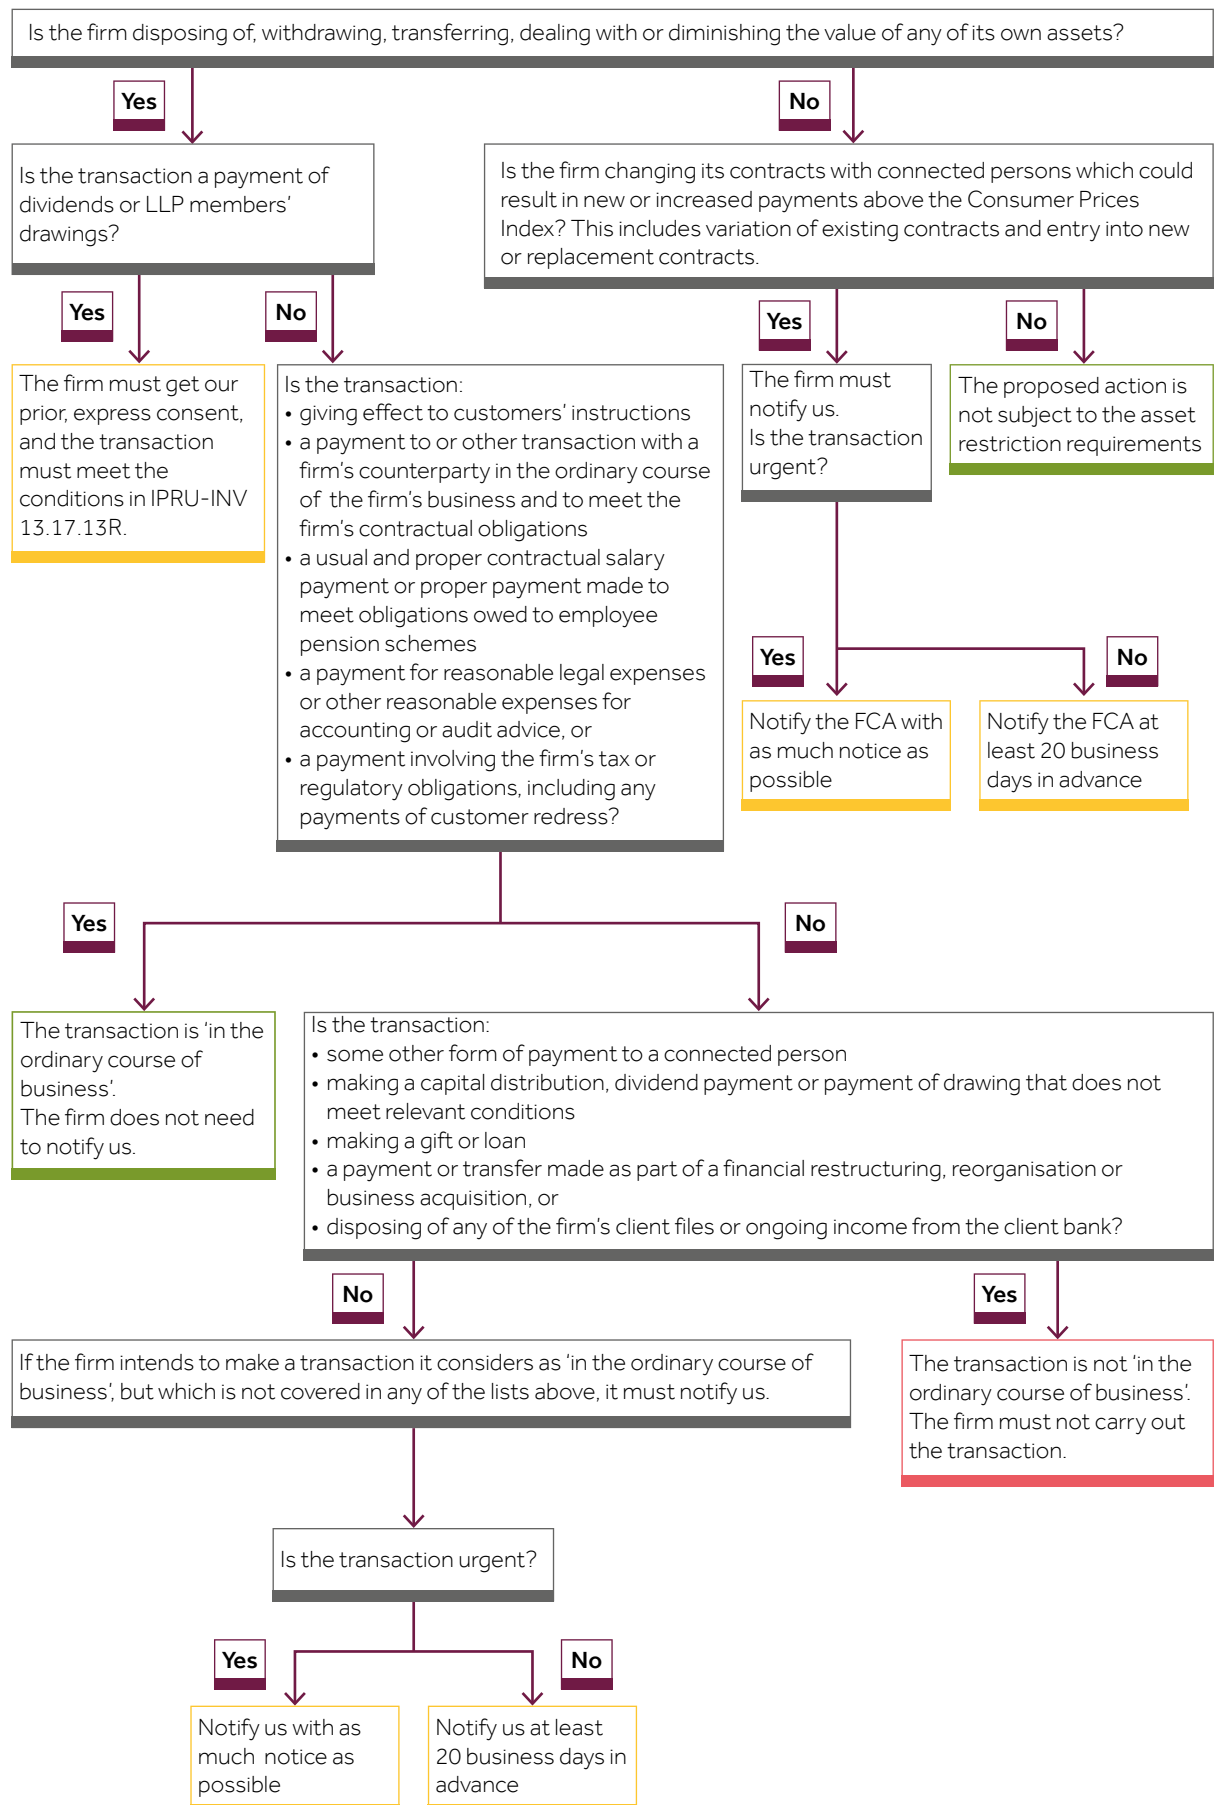 Is the firm disposing of, withdrawing, transferring, dealing with or diminishing the value of any of its own assets?
Yes
No
Is the transaction a payment of
dividends or LLP members’
drawings?
Is the firm changing its contracts with connected persons which could
result in new or increased payments above the Consumer Prices
Index? This includes variation of existing contracts and entry into new
or replacement contracts.
Yes
No
Yes
No
The firm must get our
prior, express consent,
and the transaction
must meet the
conditions in IPRU-INV
13.17.13R.
Is the transaction:
• giving effect to customers’ instructions
• a payment to or other transaction with a
firm’s counterparty in the ordinary course
of the firm’s business and to meet the
firm’s contractual obligations
• a usual and proper contractual salary
payment or proper payment made to
meet obligations owed to employee
pension schemes
• a payment for reasonable legal expenses
or other reasonable expenses for
accounting or audit advice, or
• a payment involving the firm’s tax or
regulatory obligations, including any
payments of customer redress?
The firm must
notify us.
Is the transaction
urgent?
The proposed action is
not subject to the asset
restriction requirements
Yes
No
Notify the FCA with
as much notice as
possible
Notify the FCA at
least 20 business
days in advance
Yes
No
The transaction is ‘in the
ordinary course of
business’.
The firm does not need
to notify us.
Is the transaction:
• some other form of payment to a connected person
• making a capital distribution, dividend payment or payment of drawing that does not
meet relevant conditions
• making a gift or loan
• a payment or transfer made as part of a financial restructuring, reorganisation or
business acquisition, or
• disposing of any of the firm’s client files or ongoing income from the client bank?
No
Yes
If the firm intends to make a transaction it considers as ‘in the ordinary course of
business’, but which is not covered in any of the lists above, it must notify us.
The transaction is not ‘in the
ordinary course of business’.
The firm must not carry out
the transaction.
Is the transaction urgent?
Yes
No
Notify us with as
much notice as
possible
Notify us at least
20 business days in
advance